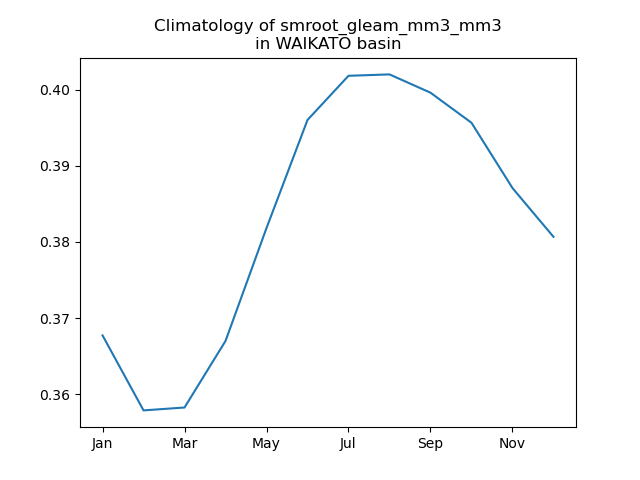 Climatology of smroot_gleam_mm3_mm3
in WAIKATO basin
0.40
0.39
0.38
0.37
0.36
Jan Mar May Jul Sep Nov